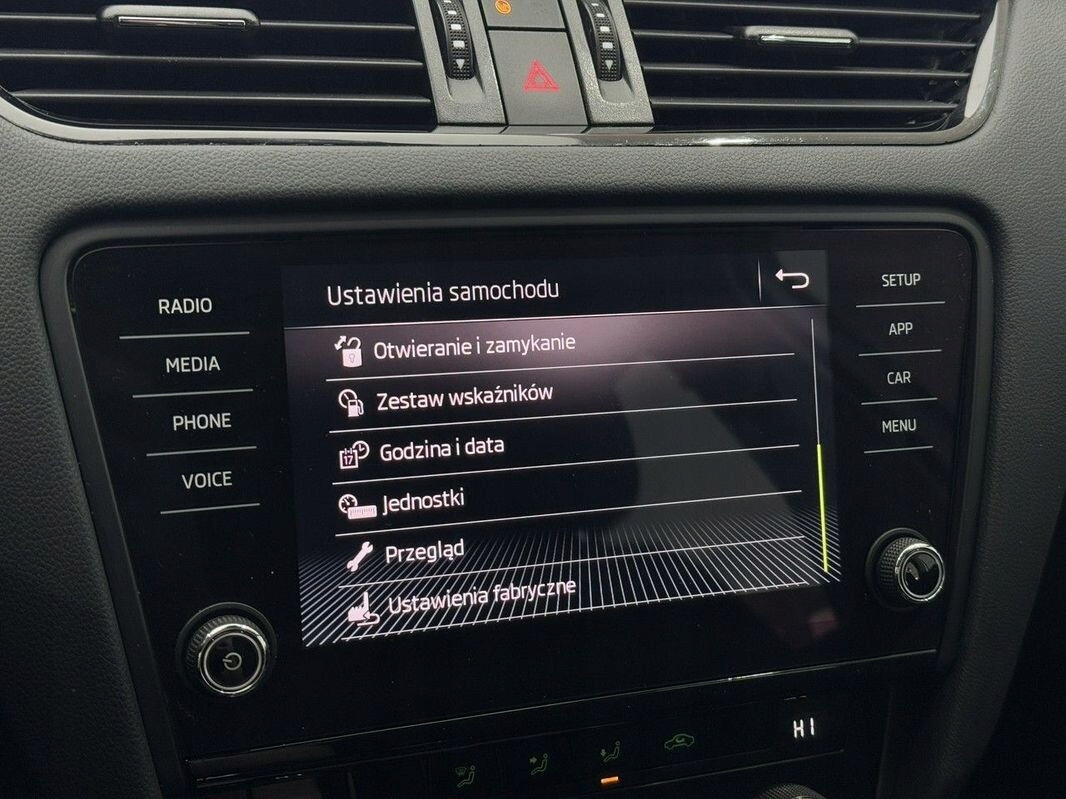 RADIO
MEDIA
PHONE
VOICE
Ustawienia samochodu
Otwieranie i zamykanie
Zestaw wskaźników
17
Godzina i data
Jednostki
Przegląd
Ustawienia fabryczne
SETUP
APP
CAR
MENU
HI